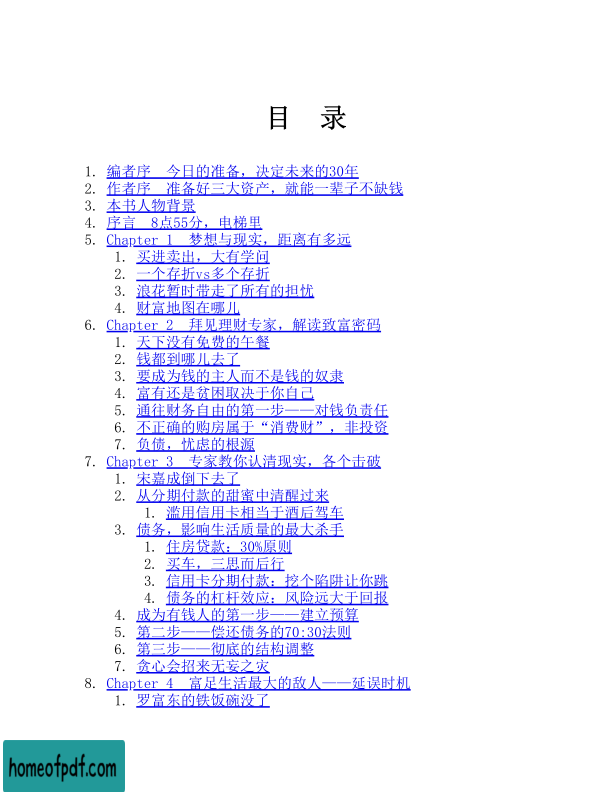 目 录
1. 编者序 今日的准备，决定未来的30年
2. 作者序 准备好三大资产，就能一辈子不缺钱
3. 本书人物背景
4. 序言 8点55分，电梯里
5. Chapter 1 梦想与现实，距离有多远
1. 买进卖出，大有学问
2. 一个存折vs多个存折
3. 浪花暂时带走了所有的担忧
4. 财富地图在哪儿
6. Chapter 2 拜见理财专家，解读致富密码
1. 天下没有免费的午餐
2. 钱都到哪儿去了
3. 要成为钱的主人而不是钱的奴隶
4. 富有还是贫困取决于你自己
5. 通往财务自由的第一步——对钱负责任
6. 不正确的购房属于“消费财”，非投资
7. 负债，忧虑的根源
7. Chapter 3 专家教你认清现实，各个击破
1. 宋嘉成倒下去了
2. 从分期付款的甜蜜中清醒过来
1. 滥用信用卡相当于酒后驾车
3. 债务，影响生活质量的最大杀手
1. 住房贷款：30%原则
2. 买车，三思而后行
3. 信用卡分期付款：挖个陷阱让你跳
4. 债务的杠杆效应：风险远大于回报
4. 成为有钱人的第一步——建立预算
5. 第二步——偿还债务的70:30法则
6. 第三步——彻底的结构调整
7. 贪心会招来无妄之灾
8. Chapter 4 富足生活最大的敌人——延误时机
1. 罗富东的铁饭碗没了
homeofpdf.com